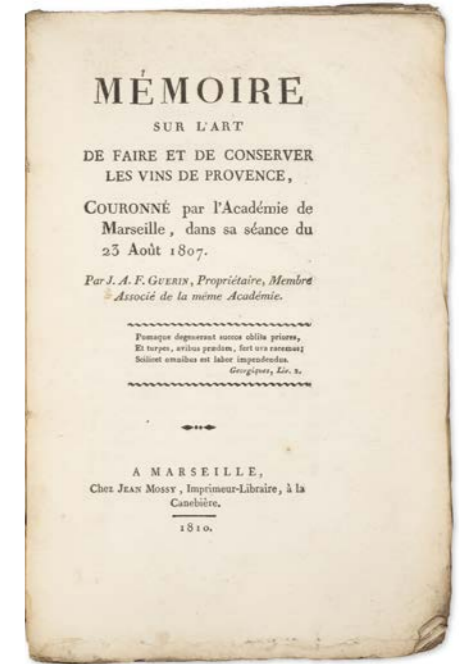 MÉMOIRE
SUR L'ART
DE FAIRE ET DE CONSERVER
LES VINS DE PROVENCE,
COURONNÉ par l'Académie de
Marseille, dans sa séance du
23 Août 1807.
Par J. A. F. GUERIN, Propriétaire, Membre
Associé de la même Académie.
Pomaque degenerant succos oblita priores,
Et turpes, avibus prædam, fert uva racemos;
Scilicet omnibus est labor impendendus.
Georgiques, Liv. 2.
A MARSEILLE,
Chez JEAN MOSSY, Imprimeur-Libraire, à la
Canebière.
1810.